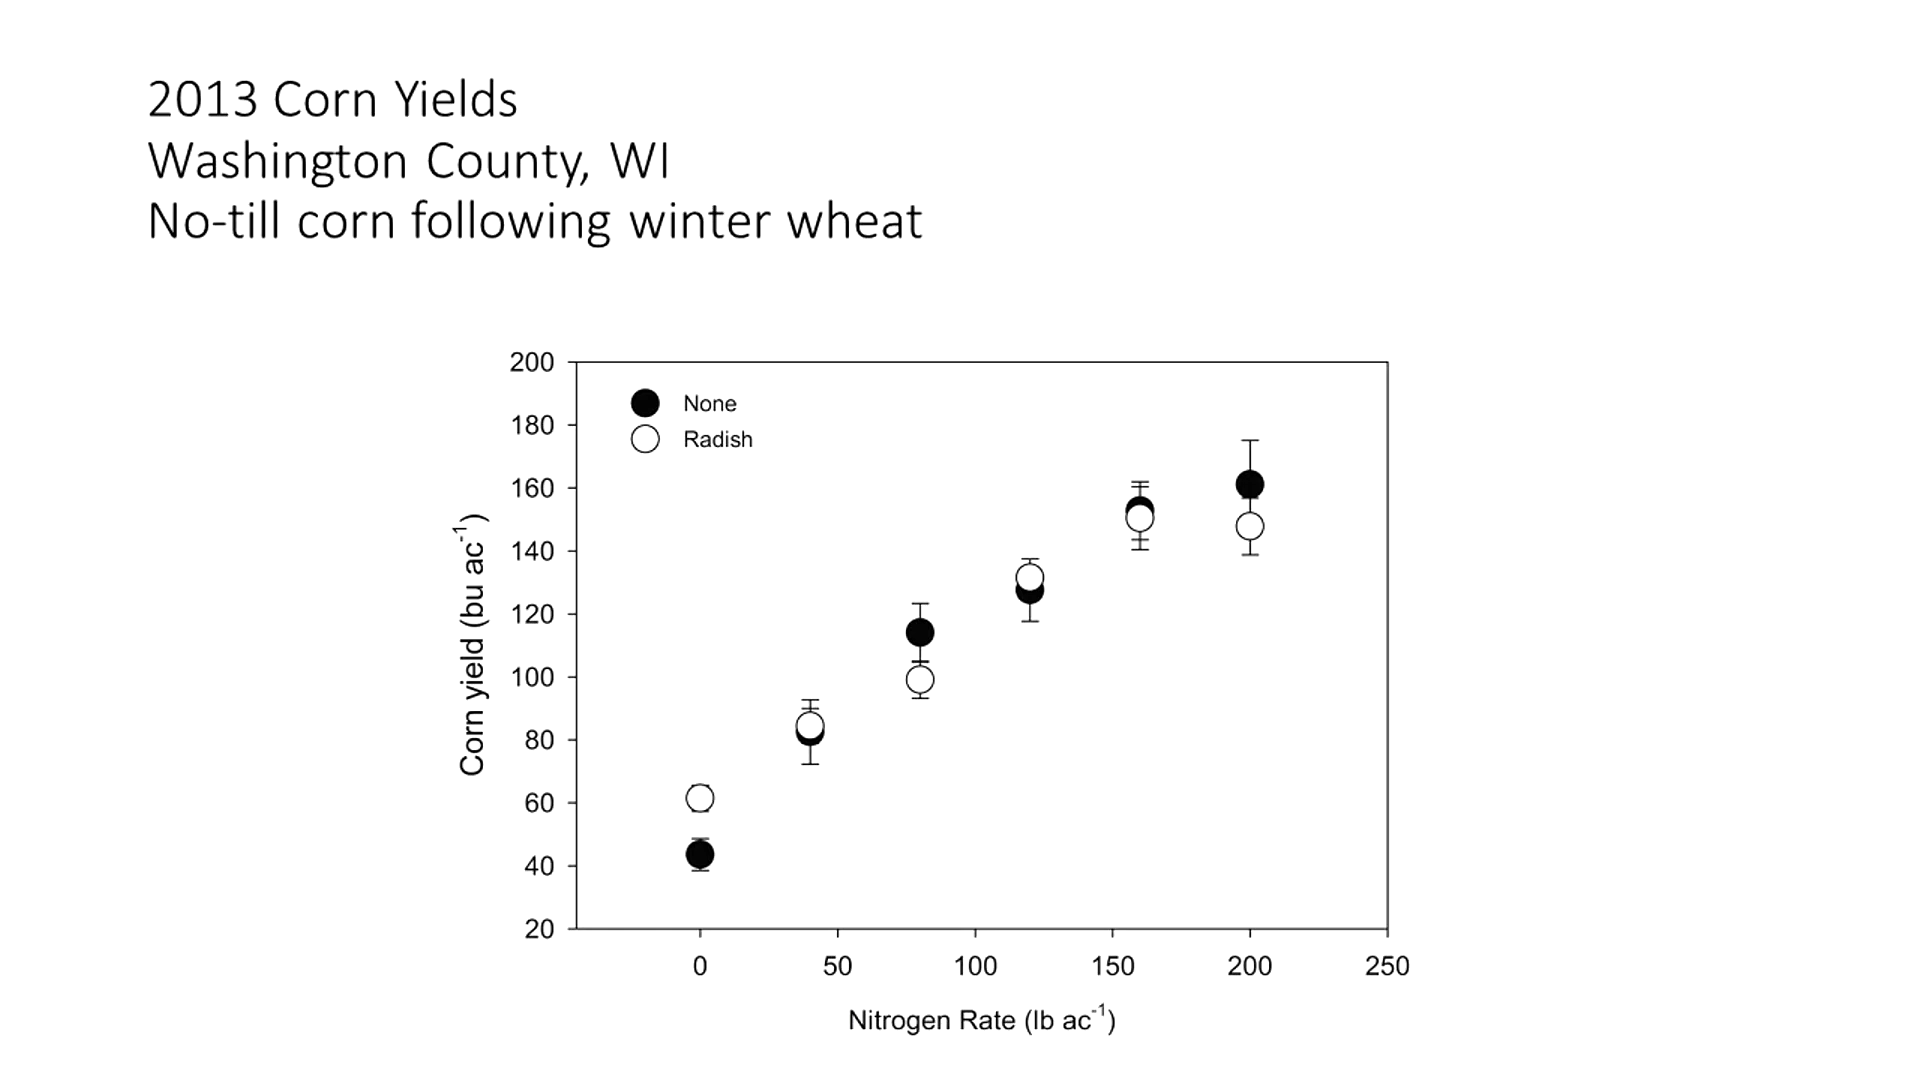 2013 Corn Yields
Washington County, WI
No-till corn following winter wheat
200
180
160
140
120
100
80
60
40
20
Corn yield (bu ac⁻¹)
None
Radish
0 50 100 150 200 250
Nitrogen Rate (lb ac⁻¹)